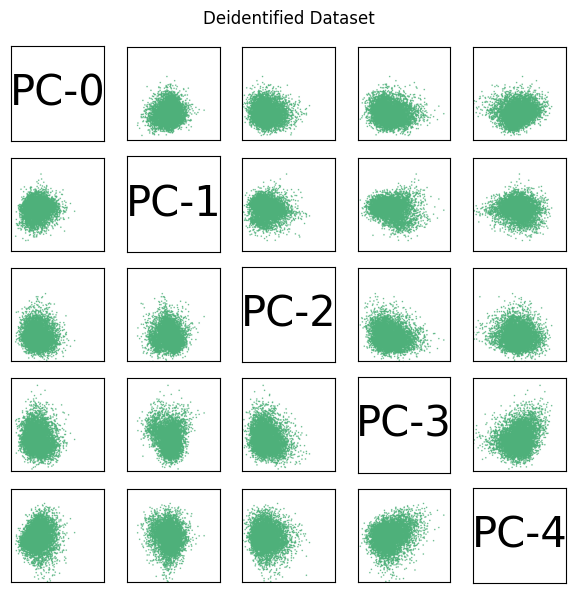 Deidentified Dataset
PC-0
PC-1
PC-2
PC-3
PC-4